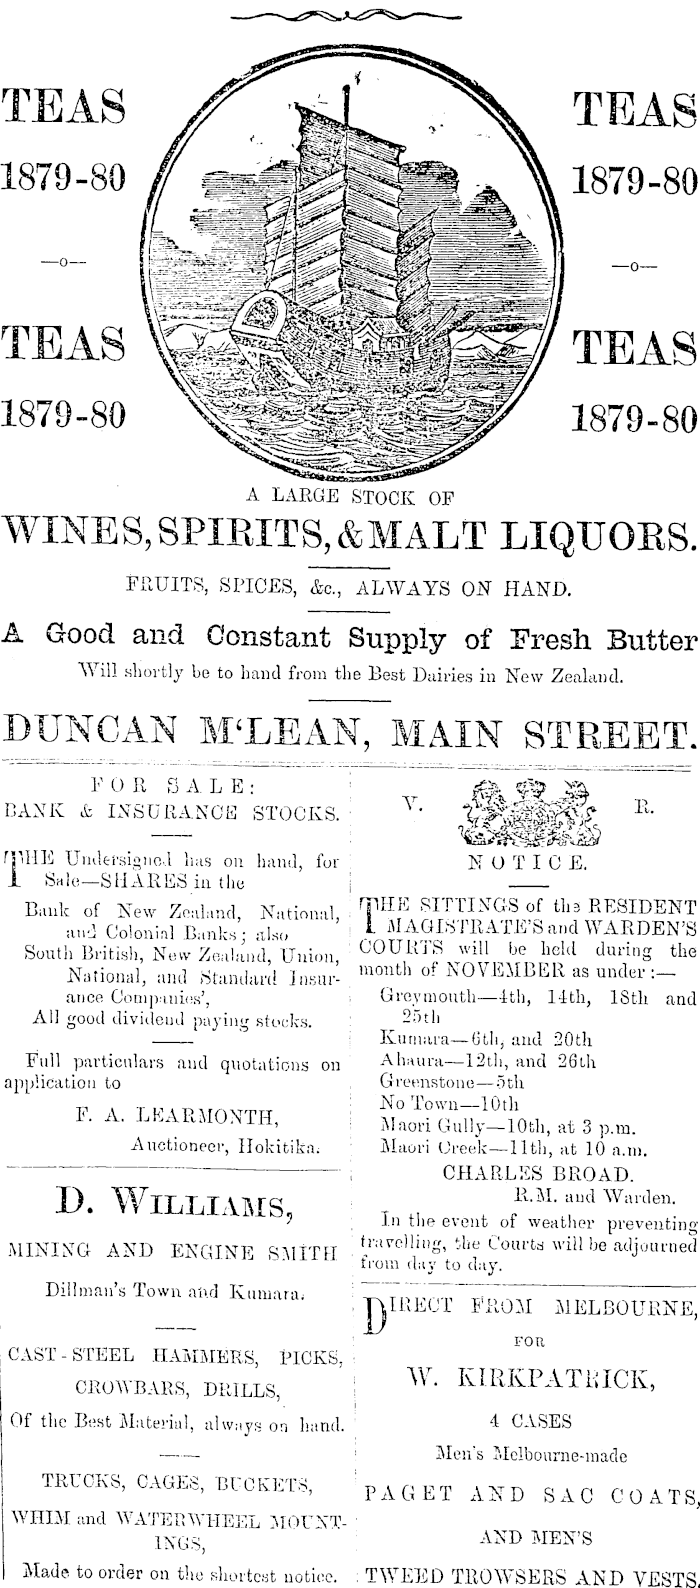 TEAS
1879-80
—o—
TEAS
1879-80
TEAS
1879-80
—o—
TEAS
1879-80
A LARGE STOCK OF
WINES, SPIRITS, & MALT LIQUORS.
FRUITS, SPICES, &c., ALWAYS ON HAND.
A Good and Constant Supply of Fresh Butter
Will shortly be to hand from the Best Dairies in New Zealand.
DUNCAN M‘LEAN, MAIN STREET.
FOR SALE:
BANK & INSURANCE STOCKS.
THE Undersigned has on hand, for
Sale—SHARES in the
Bank of New Zealand, National,
and Colonial Banks; also
South British, New Zealand, Union,
National, and Standard Insur-
ance Companies',
All good dividend paying stocks.
Full particulars and quotations on
application to
F. A. LEARMONTH,
Auctioneer, Hokitika.
D. WILLIAMS,
MINING AND ENGINE SMITH
Dillman's Town and Kumara.
CAST-STEEL HAMMERS, PICKS,
CROWBARS, DRILLS,
Of the Best Material, always on hand.
TRUCKS, CAGES, BUCKETS,
WHIM and WATERWHEEL MOUNT-
INGS,
Made to order on the shortest notice.
V. R.
NOTICE.
THE SITTINGS of the RESIDENT
MAGISTRATE'S and WARDEN'S
COURTS will be held during the
month of NOVEMBER as under:—
Greymouth—4th, 14th, 18th and
25th
Kumara—6th, and 20th
Ahaura—12th, and 26th
Greenstone—5th
No Town—10th
Maori Gully—10th, at 3 p.m.
Maori Creek—11th, at 10 a.m.
CHARLES BROAD.
R.M. and Warden.
In the event of weather preventing
travelling, the Courts will be adjourned
from day to day.
DIRECT FROM MELBOURNE,
FOR
W. KIRKPATRICK,
4 CASES
Men's Melbourne-made
PAGET AND SAC COATS,
AND MEN'S
TWEED TROWSERS AND VESTS